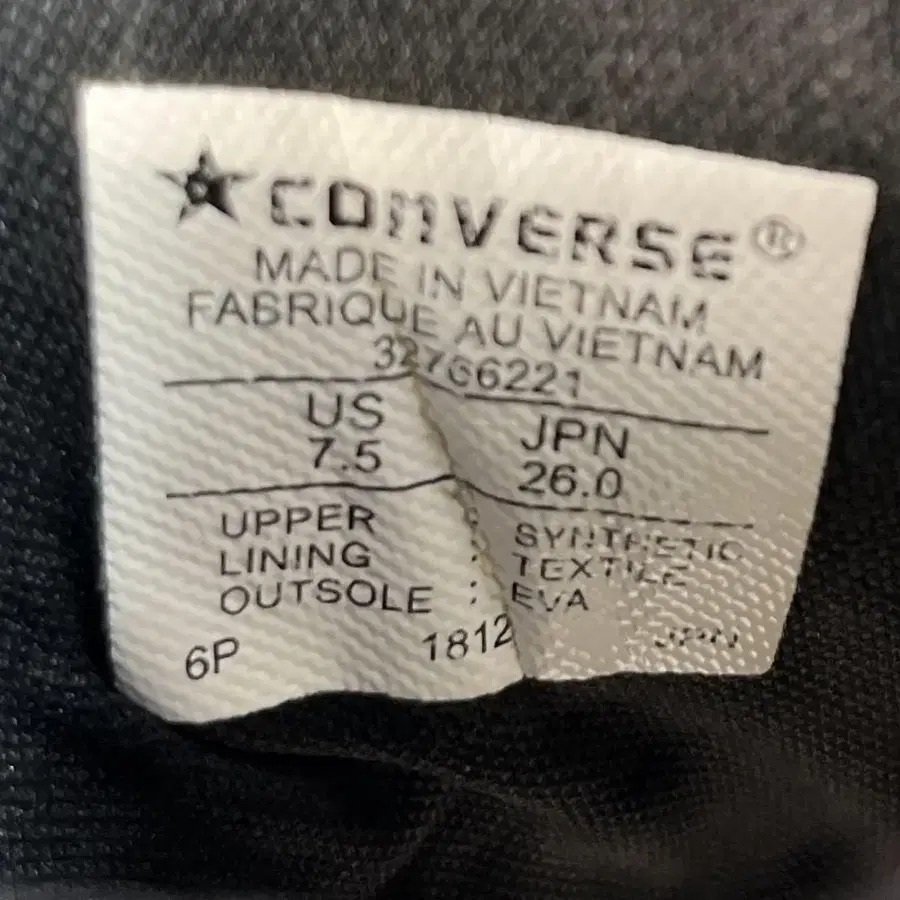 CONVERSE®
MADE IN VIETNAM
FABRIQUE AU VIETNAM
32766221
US JPN
7.5 26.0
UPPER : SYNTHETIC
LINING : TEXTILE
OUTSOLE : EVA
6P 1812 JPN